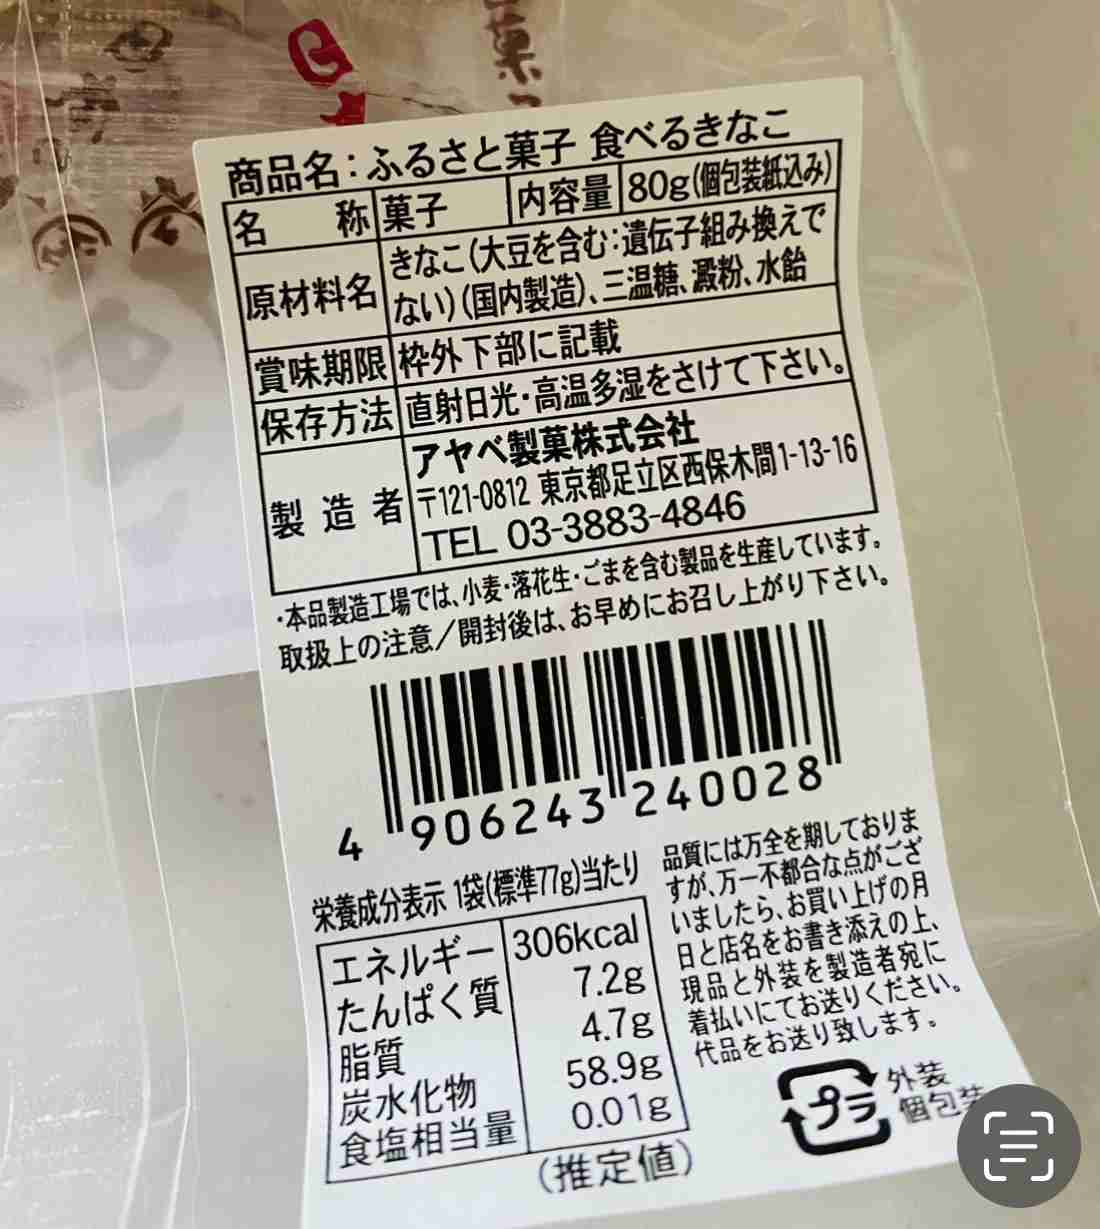 菓
商品名：ふるさと菓子 食べるきなこ
名称 菓子 内容量 80g(個包装紙込み)
原材料名 きなこ(大豆を含む：遺伝子組み換えで
ない)(国内製造)、三温糖、澱粉、水飴
賞味期限 枠外下部に記載
保存方法 直射日光・高温多湿をさけて下さい。
製造者 アヤベ製菓株式会社
〒121-0812 東京都足立区西保木間1-13-16
TEL 03-3883-4846
・本品製造工場では、小麦・落花生・ごまを含む製品を生産しています。
取扱上の注意／開封後は、お早めにお召し上がり下さい。
4 906243 240028
栄養成分表示 1袋(標準77g)当たり
エネルギー 306kcal
たんぱく質 7.2g
脂質 4.7g
炭水化物 58.9g
食塩相当量 0.01g
(推定値)
品質には万全を期しておりま
すが、万一不都合な点がござ
いましたら、お買い上げの月
日と店名をお書き添えの上、
現品と外装を製造者宛に
着払いにてお送りください。
代品をお送り致します。
プラ
外装
個包装